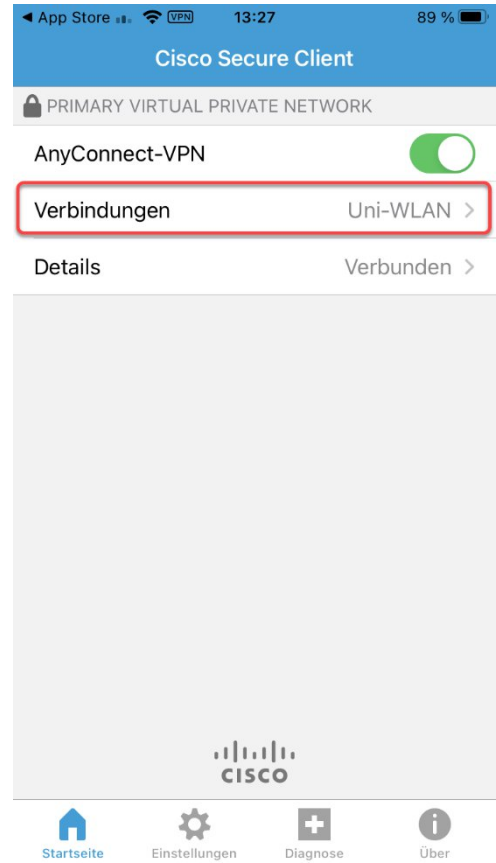 App Store VPN 13:27 89 %
Cisco Secure Client
PRIMARY VIRTUAL PRIVATE NETWORK
AnyConnect-VPN
Verbindungen Uni-WLAN
Details Verbunden
CISCO
Startseite Einstellungen Diagnose Über